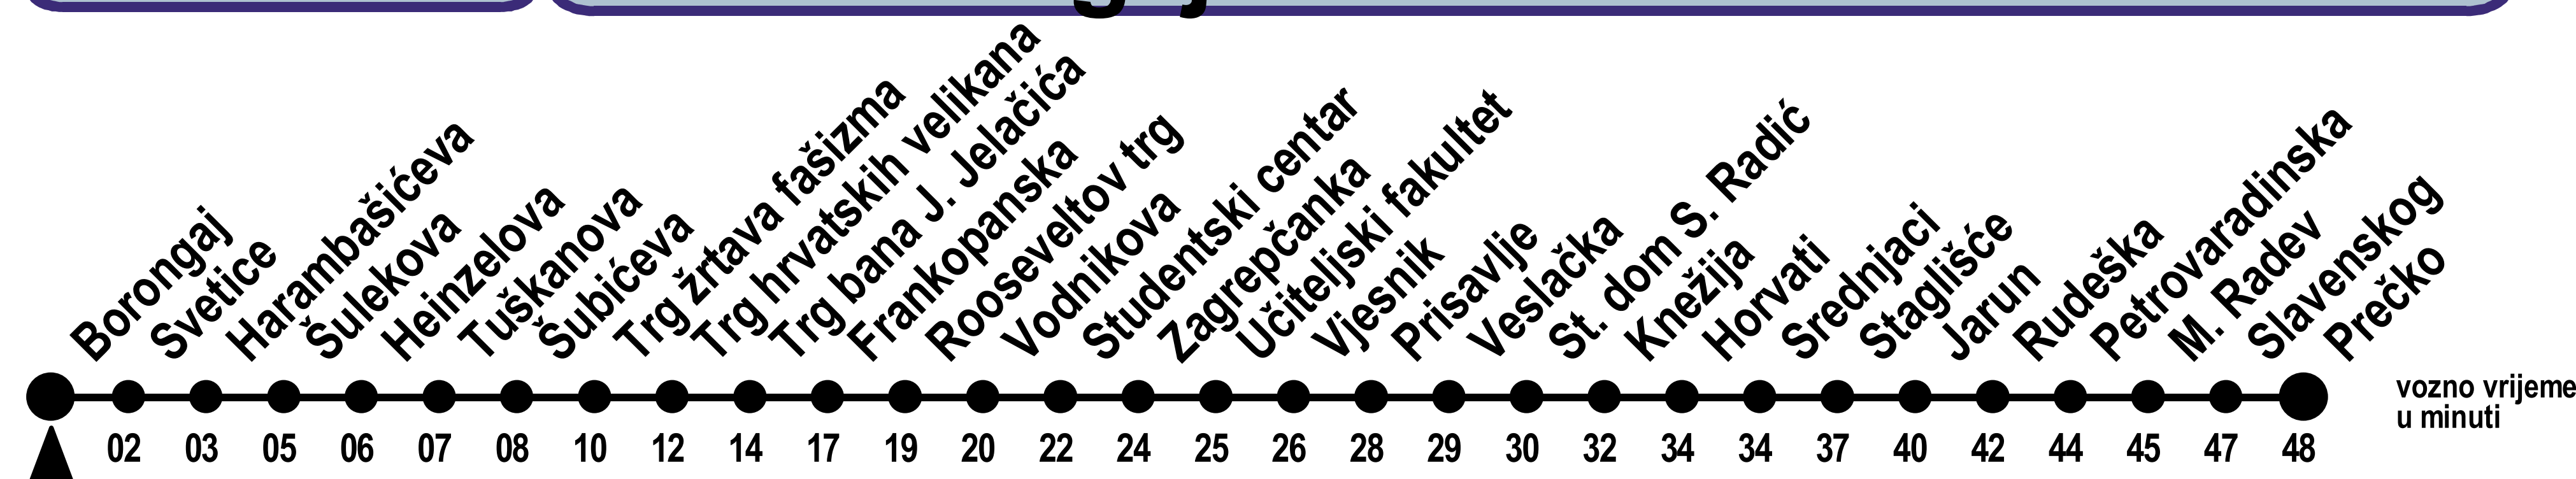 Borongaj
Svetice
Harambašićeva
Šulekova
Heinzelova
Tuškanova
Šubićeva
Trg žrtava fašizma
Trg hrvatskih velikana
Trg bana J. Jelačića
Frankopanska
Rooseveltov trg
Vodnikova
Studentski centar
Zagrepčanka
Učiteljski fakultet
Vjesnik
Prisavlje
Veslačka
St. dom S. Radić
Knežija
Horvati
Srednjaci
Staglišće
Jarun
Rudeška
Petrovaradinska
M. Radev
Slavenskog
Prečko
vozno vrijeme
u minuti
02 03 05 06 07 08 10 12 14 17 19 20 22 24 25 26 28 29 30 32 34 34 37 40 42 44 45 47 48